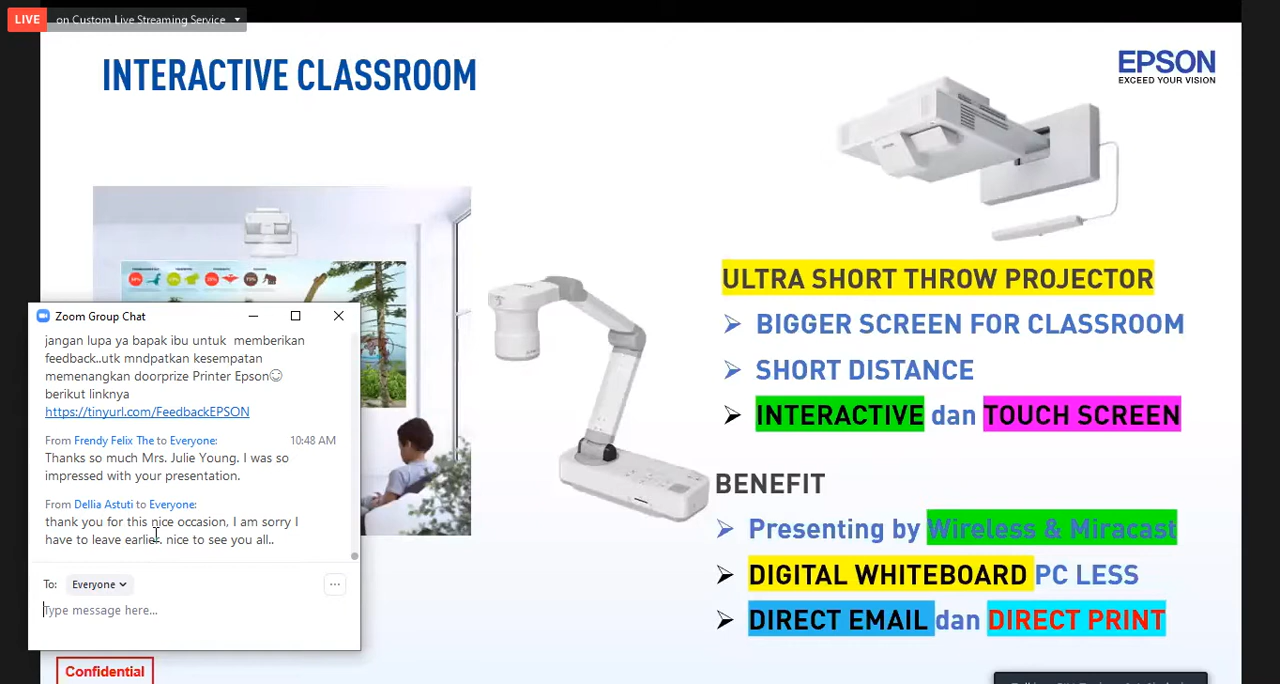 LIVE
on Custom Live Streaming Service
INTERACTIVE CLASSROOM
EPSON
EXCEED YOUR VISION
ULTRA SHORT THROW PROJECTOR
BIGGER SCREEN FOR CLASSROOM
SHORT DISTANCE
INTERACTIVE dan TOUCH SCREEN
BENEFIT
Presenting by Wireless & Miracast
DIGITAL WHITEBOARD PC LESS
DIRECT EMAIL dan DIRECT PRINT
Zoom Group Chat
jangan lupa ya bapak ibu untuk memberikan
feedback..utk mndpatkan kesempatan
memenangkan doorprize Printer Epson☺
berikut linknya
https://tinyurl.com/FeedbackEPSON
From Frendy Felix The to Everyone: 10:48 AM
Thanks so much Mrs. Julie Young. I was so
impressed with your presentation.
From Dellia Astuti to Everyone:
thank you for this nice occasion, I am sorry I
have to leave earlier. nice to see you all..
To: Everyone
Type message here...
Confidential